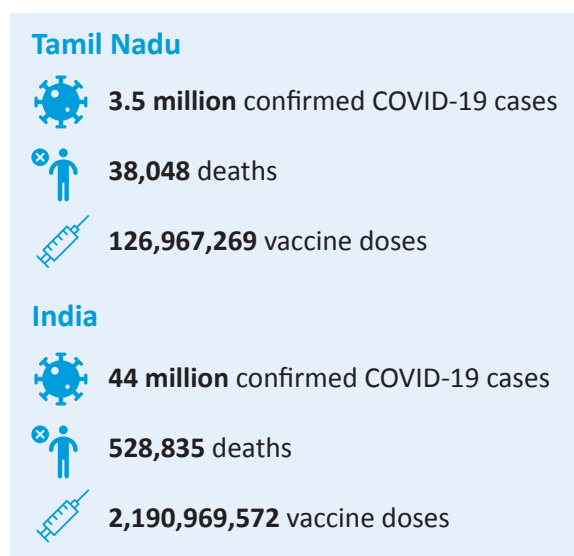 Tamil Nadu
3.5 million confirmed COVID-19 cases
38,048 deaths
126,967,269 vaccine doses
India
44 million confirmed COVID-19 cases
528,835 deaths
2,190,969,572 vaccine doses